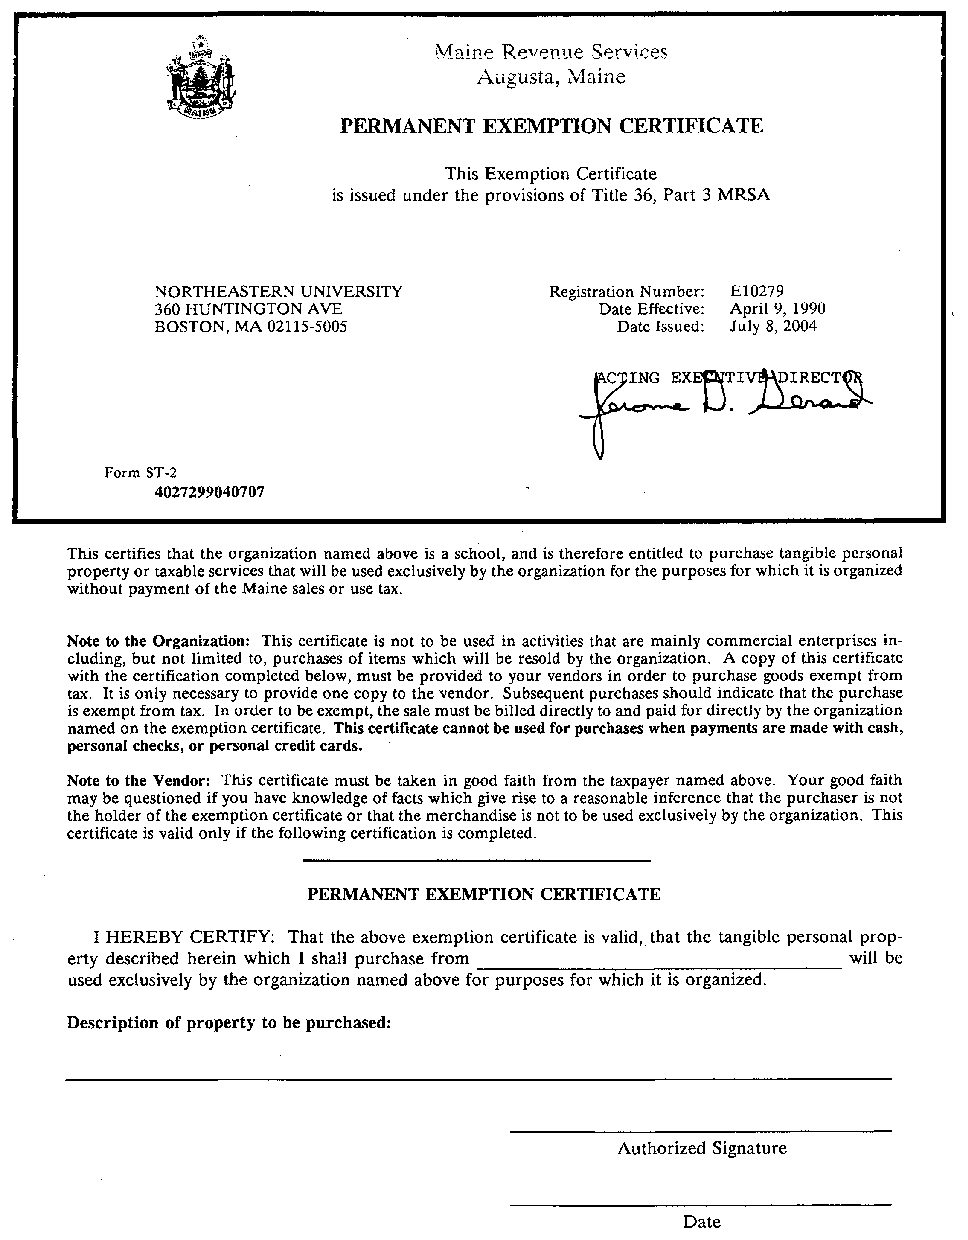 Maine Revenue Services
Augusta, Maine
PERMANENT EXEMPTION CERTIFICATE
This Exemption Certificate
is issued under the provisions of Title 36, Part 3 MRSA
NORTHEASTERN UNIVERSITY
360 HUNTINGTON AVE
BOSTON, MA 02115-5005
Registration Number: E10279
Date Effective: April 9, 1990
Date Issued: July 8, 2004
ACTING EXECUTIVE DIRECTOR
Jerome D. Gerard
Form ST-2
4027299040707
This certifies that the organization named above is a school, and is therefore entitled to purchase tangible personal
property or taxable services that will be used exclusively by the organization for the purposes for which it is organized
without payment of the Maine sales or use tax.
Note to the Organization: This certificate is not to be used in activities that are mainly commercial enterprises in-
cluding, but not limited to, purchases of items which will be resold by the organization. A copy of this certificate
with the certification completed below, must be provided to your vendors in order to purchase goods exempt from
tax. It is only necessary to provide one copy to the vendor. Subsequent purchases should indicate that the purchase
is exempt from tax. In order to be exempt, the sale must be billed directly to and paid for directly by the organization
named on the exemption certificate. This certificate cannot be used for purchases when payments are made with cash,
personal checks, or personal credit cards.
Note to the Vendor: This certificate must be taken in good faith from the taxpayer named above. Your good faith
may be questioned if you have knowledge of facts which give rise to a reasonable inference that the purchaser is not
the holder of the exemption certificate or that the merchandise is not to be used exclusively by the organization. This
certificate is valid only if the following certification is completed.
PERMANENT EXEMPTION CERTIFICATE
I HEREBY CERTIFY: That the above exemption certificate is valid, that the tangible personal prop-
erty described herein which I shall purchase from will be
used exclusively by the organization named above for purposes for which it is organized.
Description of property to be purchased:
Authorized Signature
Date